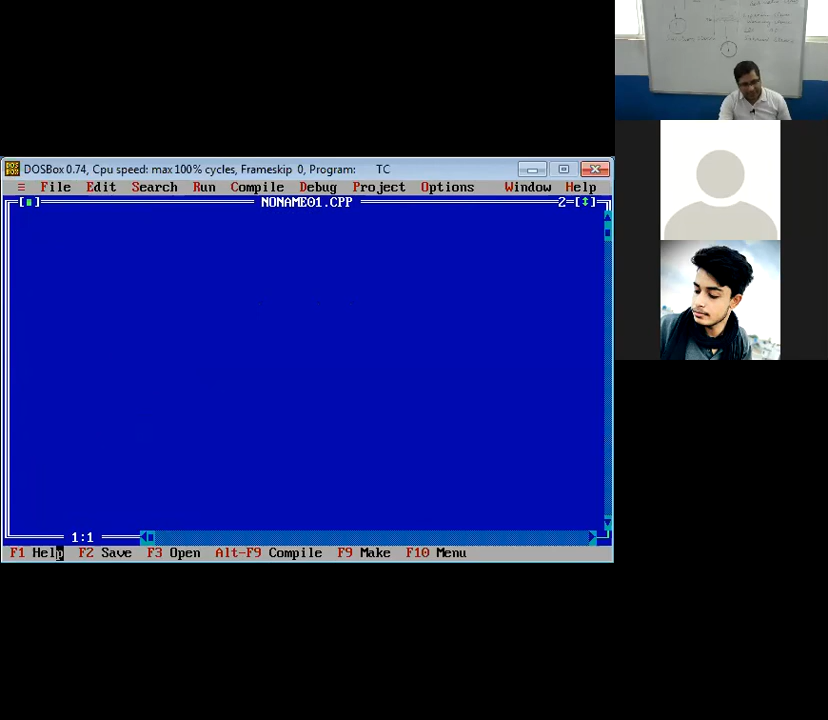 DOSBox 0.74, Cpu speed: max 100% cycles, Frameskip 0, Program: TC
≡ File Edit Search Run Compile Debug Project Options Window Help
[■] NONAME01.CPP 2=[↕]
1:1
F1 Help F2 Save F3 Open Alt-F9 Compile F9 Make F10 Menu